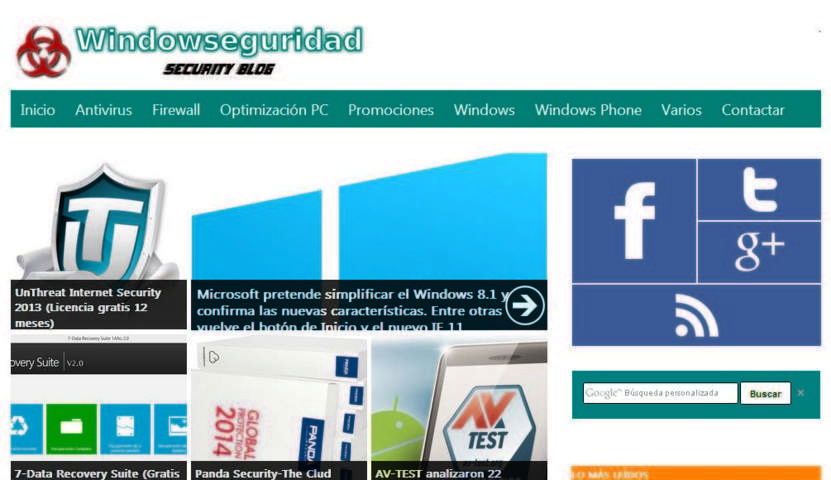 Windowseguridad
SECURITY BLOG
Inicio Antivirus Firewall Optimización PC Promociones Windows Windows Phone Varios Contactar
UnThreat Internet Security
2013 (Licencia gratis 12
meses)
Microsoft pretende simplificar el Windows 8.1 y
confirma las nuevas características. Entre otras
vuelve el botón de Inicio y el nuevo IE 11
f
t
g+
Google™ Búsqueda personalizada
Buscar
×
overy Suite V2.0
7-Data Recovery Suite (Gratis
GLOBAL
PROTECTION
2014
PANDA
Panda Security-The Clud
AV
TEST
AV-TEST analizaron 22
LO MÁS LEÍDOS